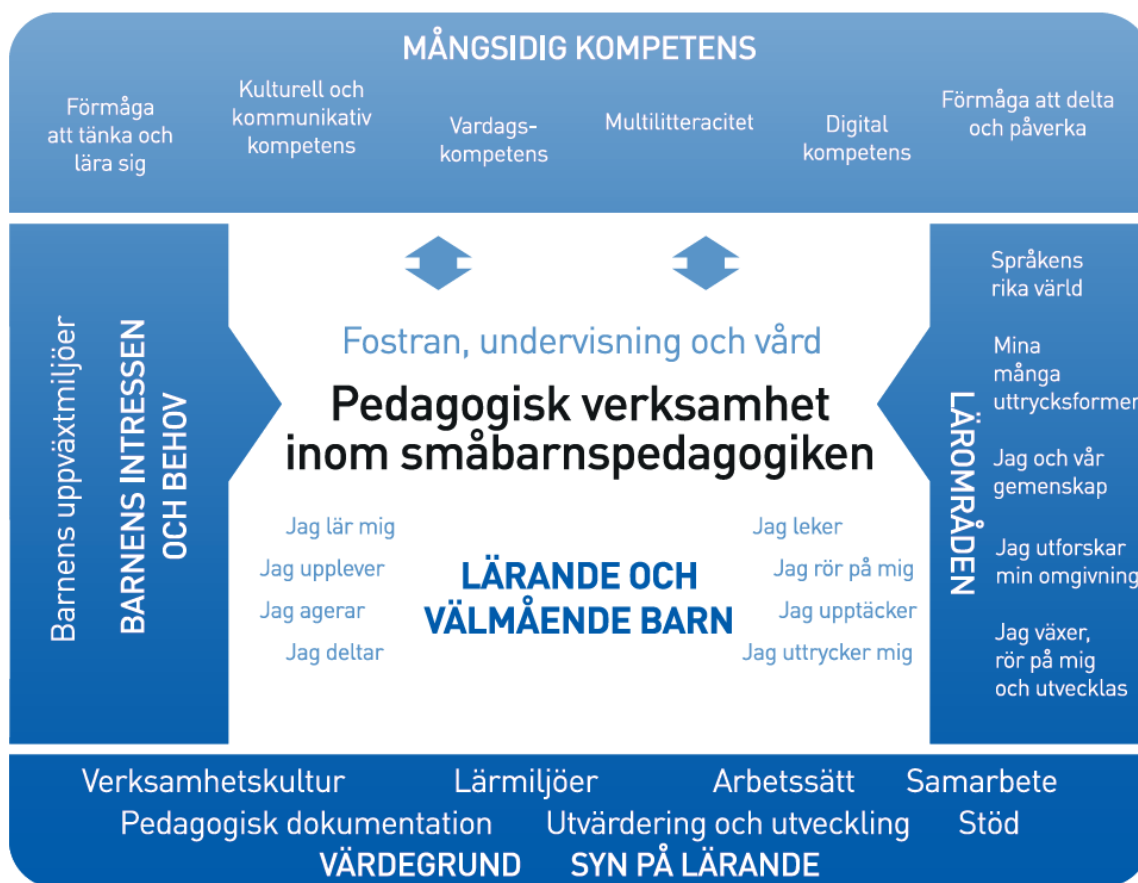 MÅNGSIDIG KOMPETENS
Förmåga
att tänka och
lära sig
Kulturell och
kommunikativ
kompetens
Vardags-
kompetens
Multilitteracitet
Digital
kompetens
Förmåga att delta
och påverka
Barnens uppväxtmiljöer
BARNENS INTRESSEN
OCH BEHOV
Fostran, undervisning och vård
Pedagogisk verksamhet
inom småbarnspedagogiken
Jag lär mig
Jag upplever
Jag agerar
Jag deltar
LÄRANDE OCH
VÄLMÅENDE BARN
Jag leker
Jag rör på mig
Jag upptäcker
Jag uttrycker mig
LÄROMRÅDEN
Språkens
rika värld
Mina
många
uttrycksformer
Jag och vår
gemenskap
Jag utforskar
min omgivning
Jag växer,
rör på mig
och utvecklas
Verksamhetskultur Lärmiljöer Arbetssätt Samarbete
Pedagogisk dokumentation Utvärdering och utveckling Stöd
VÄRDEGRUND SYN PÅ LÄRANDE